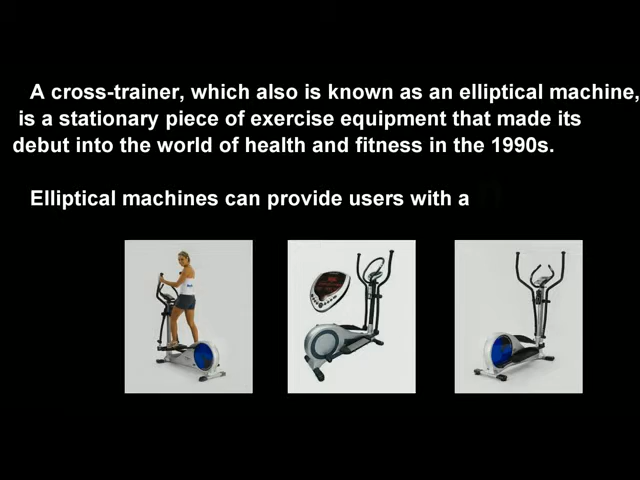 A cross-trainer, which also is known as an elliptical machine,
is a stationary piece of exercise equipment that made its
debut into the world of health and fitness in the 1990s.
Elliptical machines can provide users with a